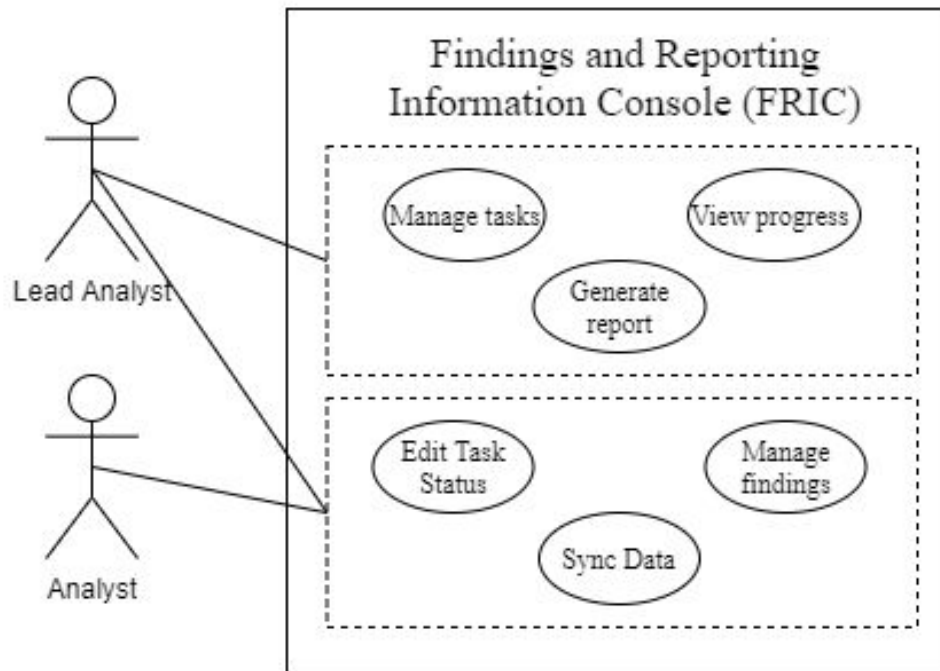 Findings and Reporting
Information Console (FRIC)
Manage tasks
View progress
Generate
report
Lead Analyst
Edit Task
Status
Manage
findings
Sync Data
Analyst